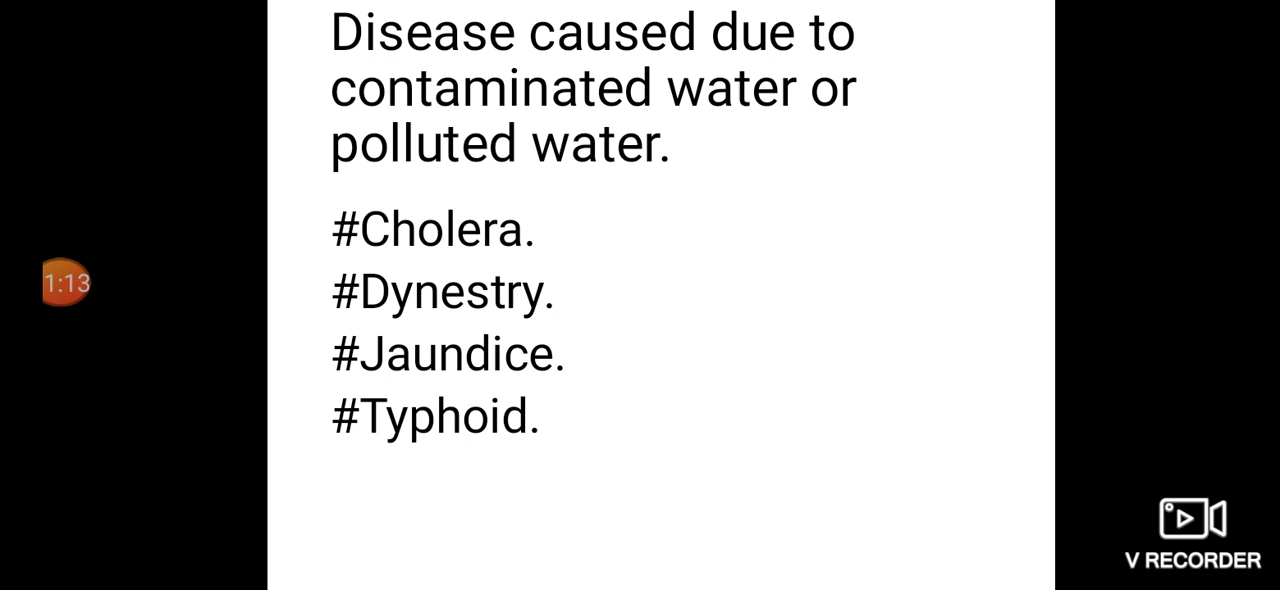 Disease caused due to
contaminated water or
polluted water.
#Cholera.
#Dynestry.
#Jaundice.
#Typhoid.
1:13
V RECORDER